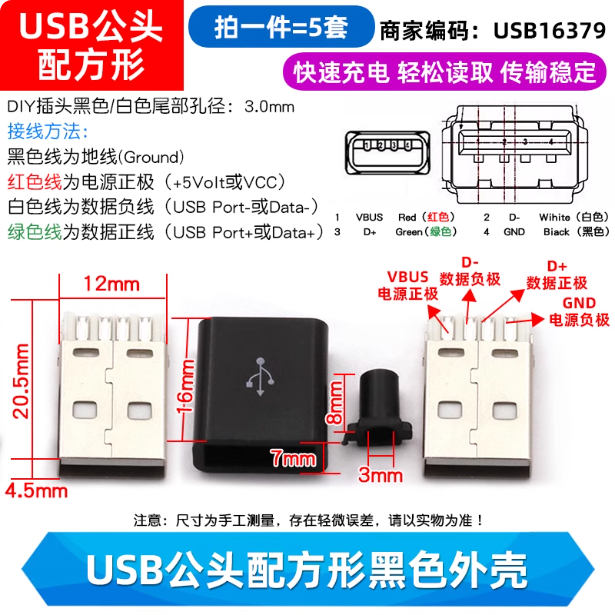 USB公头
配方形
拍一件=5套
商家编码：USB16379
快速充电 轻松读取 传输稳定
DIY插头黑色/白色尾部孔径：3.0mm
接线方法：
黑色线为地线(Ground)
红色线为电源正极（+5Volt或VCC）
白色线为数据负线（USB Port-或Data-）
绿色线为数据正线（USB Port+或Data+）
1 2 3 4
1 VBUS Red(红色) 2 D- Wihite(白色)
3 D+ Green(绿色) 4 GND Biack(黑色)
12mm
20.5mm
4.5mm
16mm
7mm
8mm
3mm
VBUS
电源正极
D-
数据负极
D+
数据正极
GND
电源负极
注意：尺寸为手工测量，存在轻微误差，请以实物为准！
USB公头配方形黑色外壳